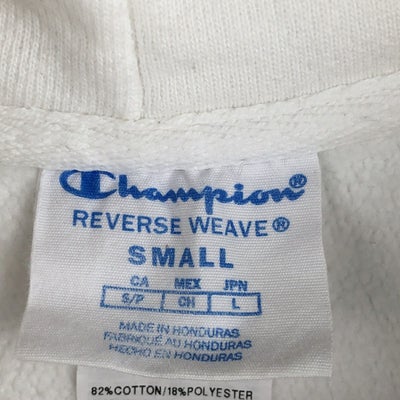 Champion®
REVERSE WEAVE®
SMALL
CA MEX JPN
S/P CH L
MADE IN HONDURAS
FABRIQUÉ AU HONDURAS
HECHO EN HONDURAS
82%COTTON/18%POLYESTER